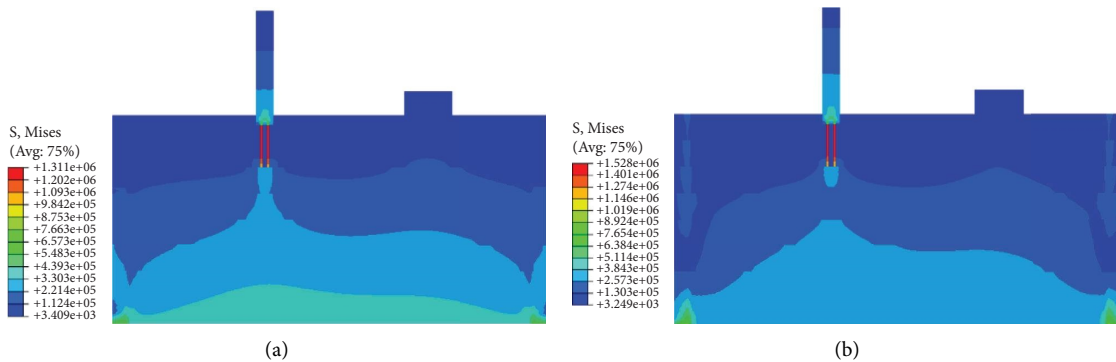 S, Mises
(Avg: 75%)
+1.311e+06
+1.202e+06
+1.093e+06
+9.842e+05
+8.753e+05
+7.663e+05
+6.573e+05
+5.483e+05
+4.393e+05
+3.303e+05
+2.214e+05
+1.124e+05
+3.409e+03
(a)
S, Mises
(Avg: 75%)
+1.528e+06
+1.401e+06
+1.274e+06
+1.146e+06
+1.019e+06
+8.924e+05
+7.654e+05
+6.384e+05
+5.114e+05
+3.843e+05
+2.573e+05
+1.303e+05
+3.249e+03
(b)